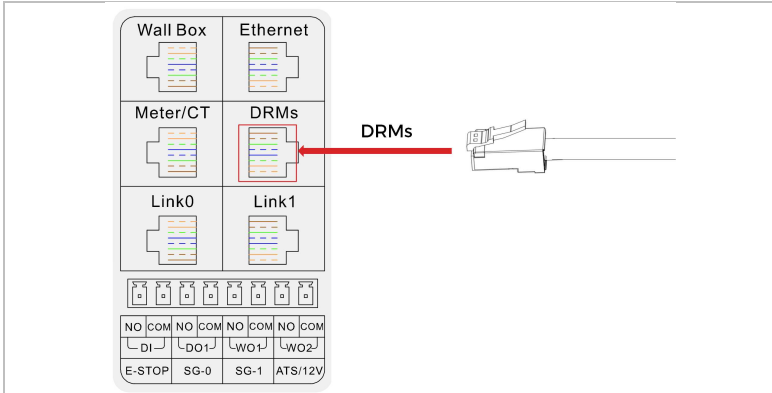 Wall Box Ethernet
Meter/CT DRMs
DRMs
Link0 Link1
NO COM NO COM NO COM NO COM
DI DO1 WO1 WO2
E-STOP SG-0 SG-1 ATS/12V